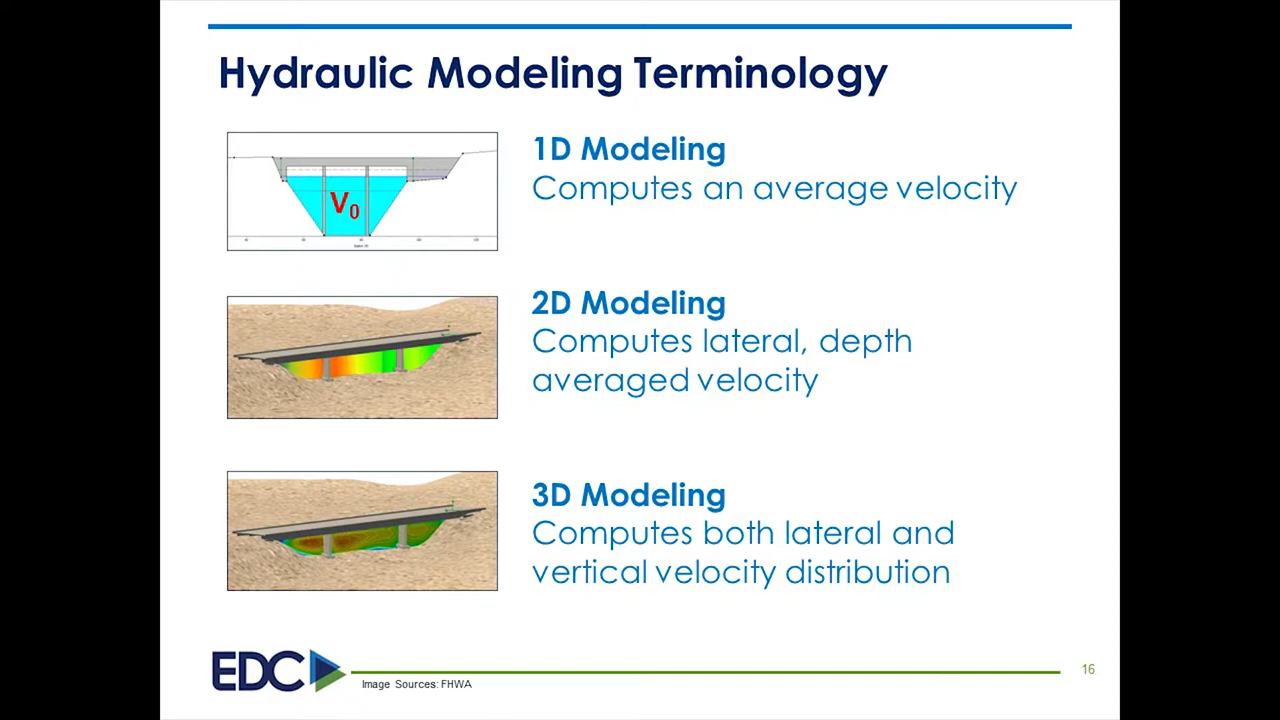 Hydraulic Modeling Terminology
V0
1D Modeling
Computes an average velocity
2D Modeling
Computes lateral, depth
averaged velocity
3D Modeling
Computes both lateral and
vertical velocity distribution
EDC
Image Sources: FHWA
16